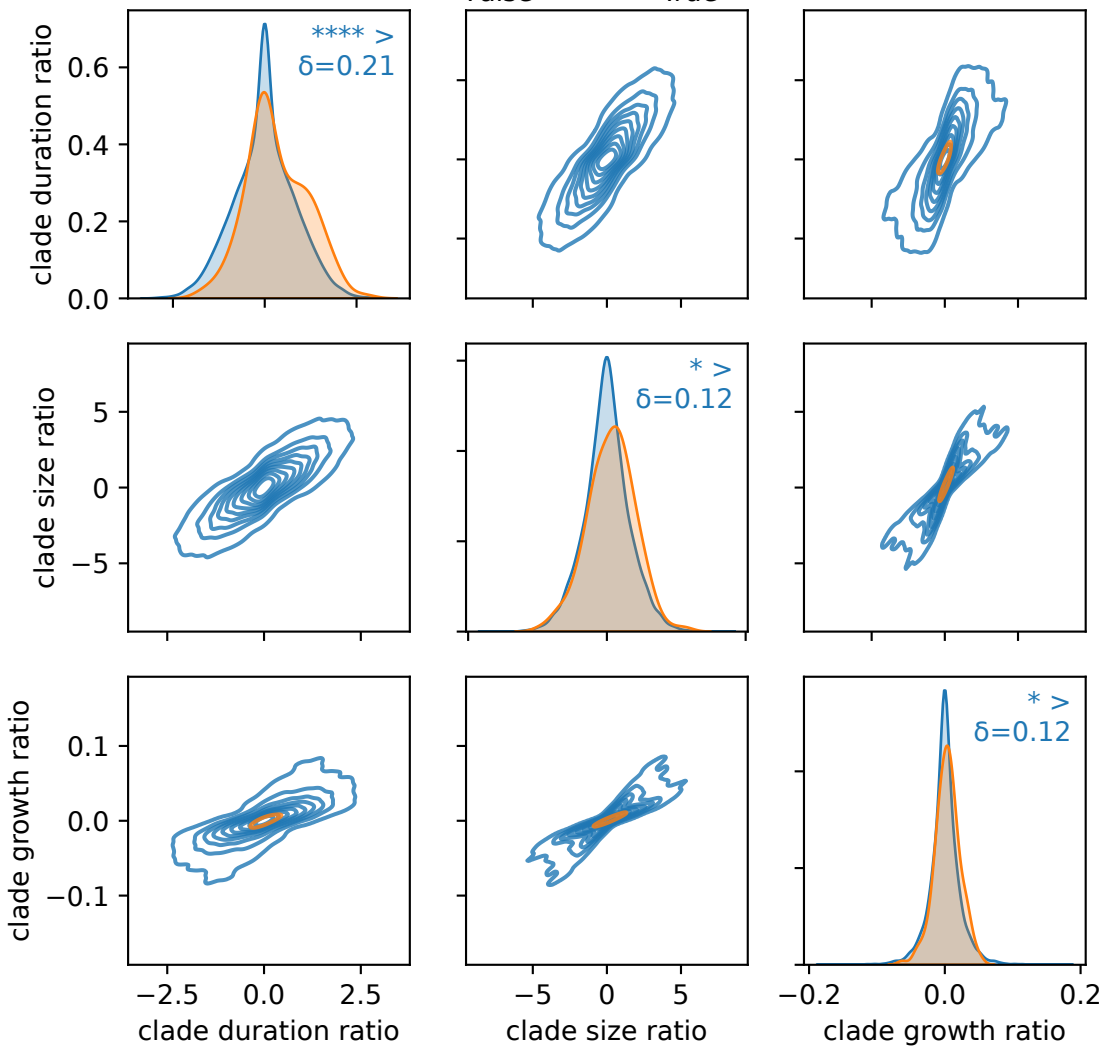 clade duration ratio
0.6
0.4
0.2
0.0
**** >
δ=0.21
clade size ratio
5
0
−5
* >
δ=0.12
clade growth ratio
0.1
0.0
−0.1
* >
δ=0.12
−2.5 0.0 2.5
−5 0 5
−0.2 0.0 0.2
clade duration ratio
clade size ratio
clade growth ratio